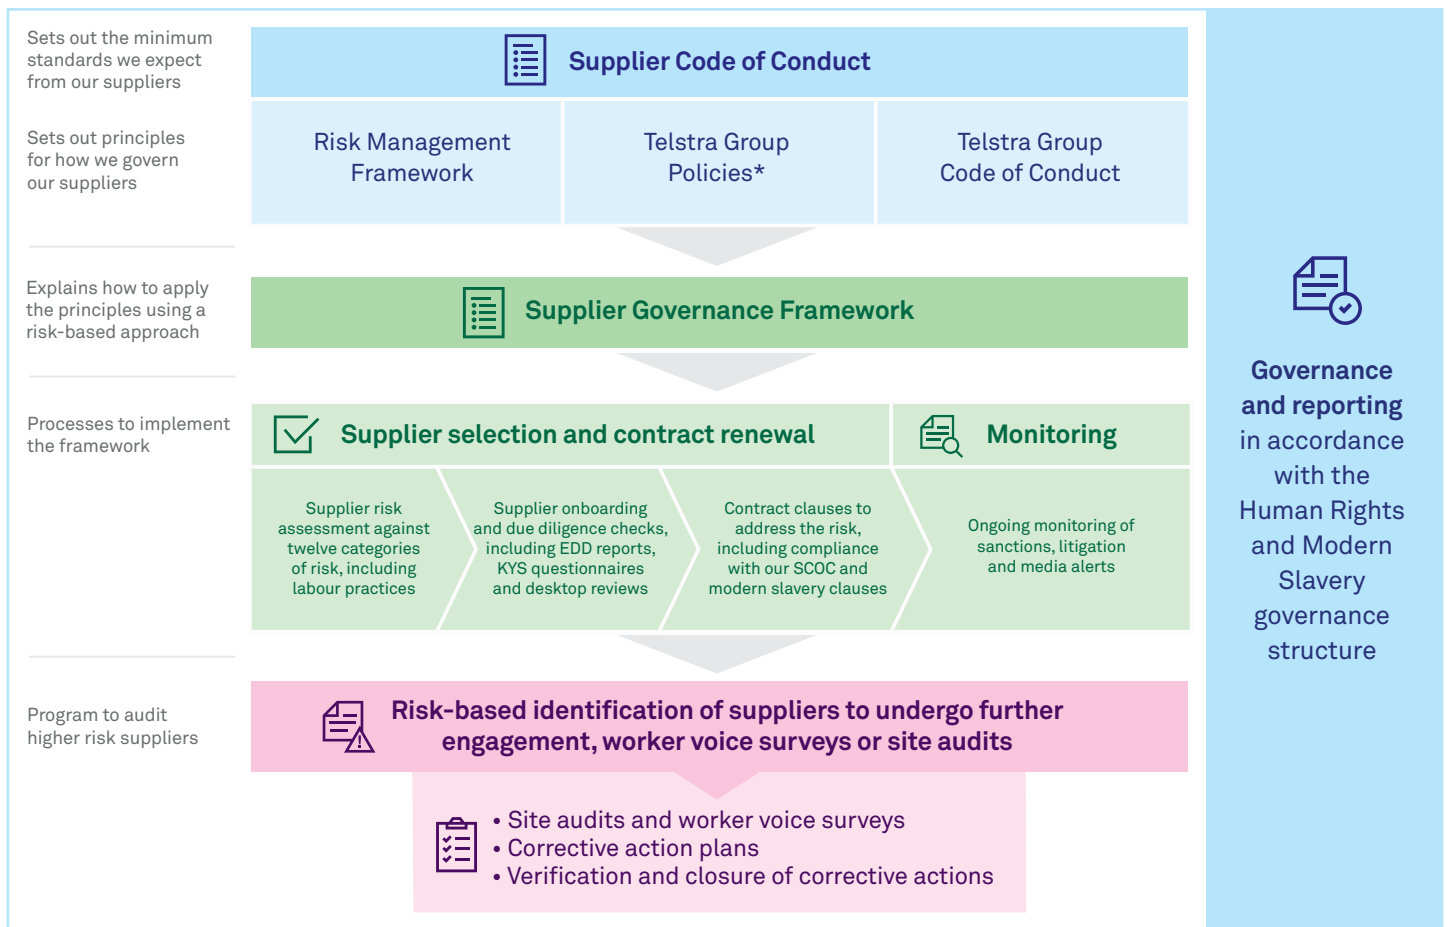 Sets out the minimum
standards we expect
from our suppliers
Supplier Code of Conduct
Sets out principles
for how we govern
our suppliers
Risk Management
Framework
Telstra Group
Policies*
Telstra Group
Code of Conduct
Explains how to apply
the principles using a
risk-based approach
Supplier Governance Framework
Processes to implement
the framework
Supplier selection and contract renewal
Monitoring
Supplier risk
assessment against
twelve categories
of risk, including
labour practices
Supplier onboarding
and due diligence checks,
including EDD reports,
KYS questionnaires
and desktop reviews
Contract clauses to
address the risk,
including compliance
with our SCOC and
modern slavery clauses
Ongoing monitoring of
sanctions, litigation
and media alerts
Program to audit
higher risk suppliers
Risk-based identification of suppliers to undergo further
engagement, worker voice surveys or site audits
• Site audits and worker voice surveys
• Corrective action plans
• Verification and closure of corrective actions
Governance
and reporting
in accordance
with the
Human Rights
and Modern
Slavery
governance
structure